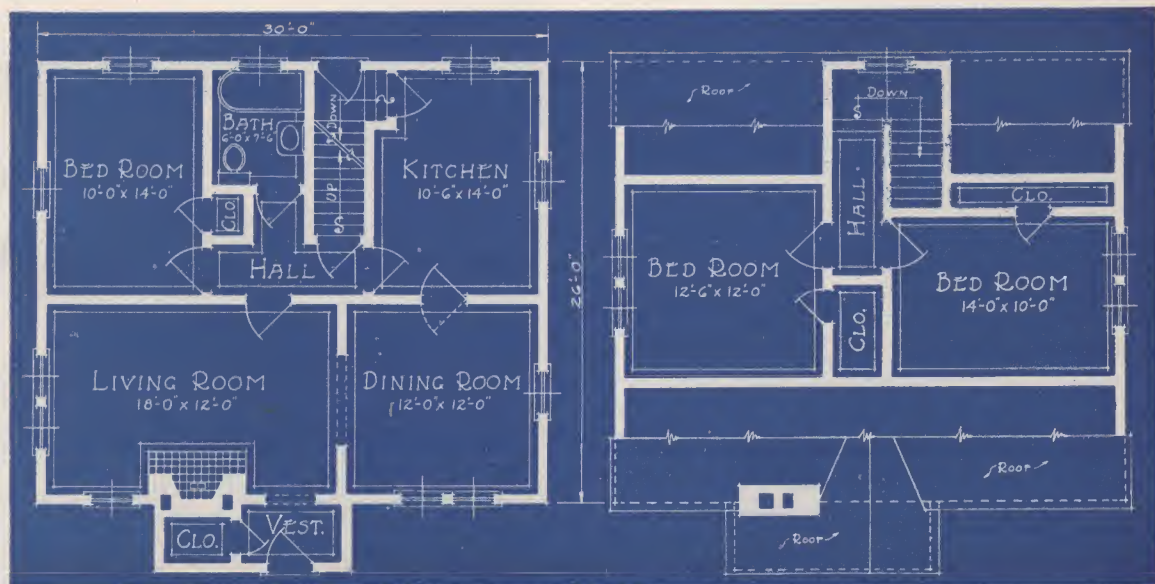 30'-0"
BATH
6'-0" x 7'-6"
BED ROOM
10'-0" x 14'-0"
CLO.
DOWN
UP
KITCHEN
10'-6" x 14'-0"
HALL
LIVING ROOM
18'-0" x 12'-0"
DINING ROOM
12'-0" x 12'-0"
CLO.
VEST.
26'-0"
ROOF
DOWN
HALL
CLO.
BED ROOM
12'-6" x 12'-0"
BED ROOM
14'-0" x 10'-0"
CLO.
ROOF
ROOF